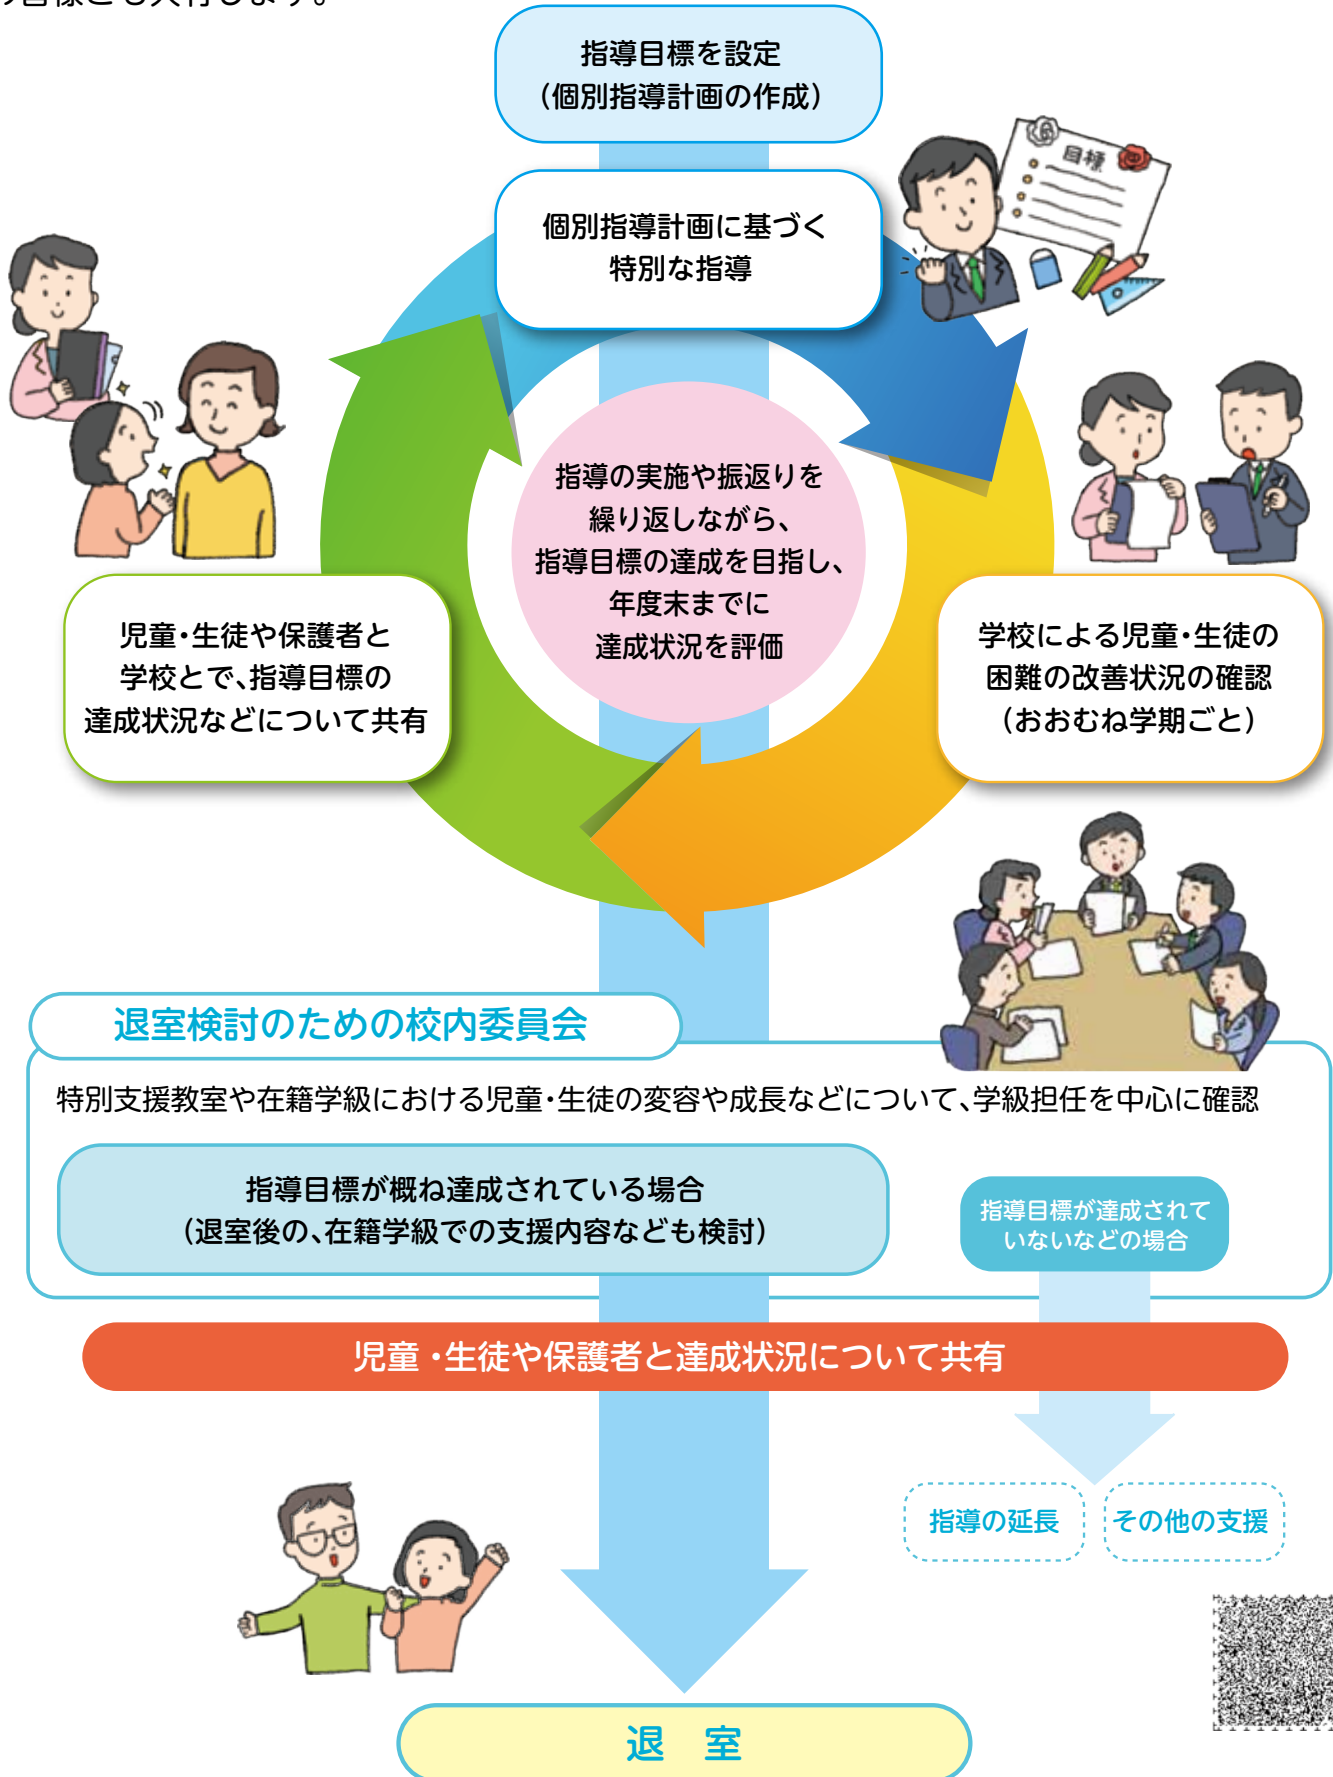 も共有します。
指導目標を設定
（個別指導計画の作成）
目標
個別指導計画に基づく
特別な指導
指導の実施や振返りを
繰り返しながら、
指導目標の達成を目指し、
年度末までに
達成状況を評価
児童・生徒や保護者と
学校とで、指導目標の
達成状況などについて共有
学校による児童・生徒の
困難の改善状況の確認
（おおむね学期ごと）
退室検討のための校内委員会
特別支援教室や在籍学級における児童・生徒の変容や成長などについて、学級担任を中心に確認
指導目標が概ね達成されている場合
（退室後の、在籍学級での支援内容なども検討）
指導目標が達成されて
いないなどの場合
児童・生徒や保護者と達成状況について共有
指導の延長
その他の支援
退 室